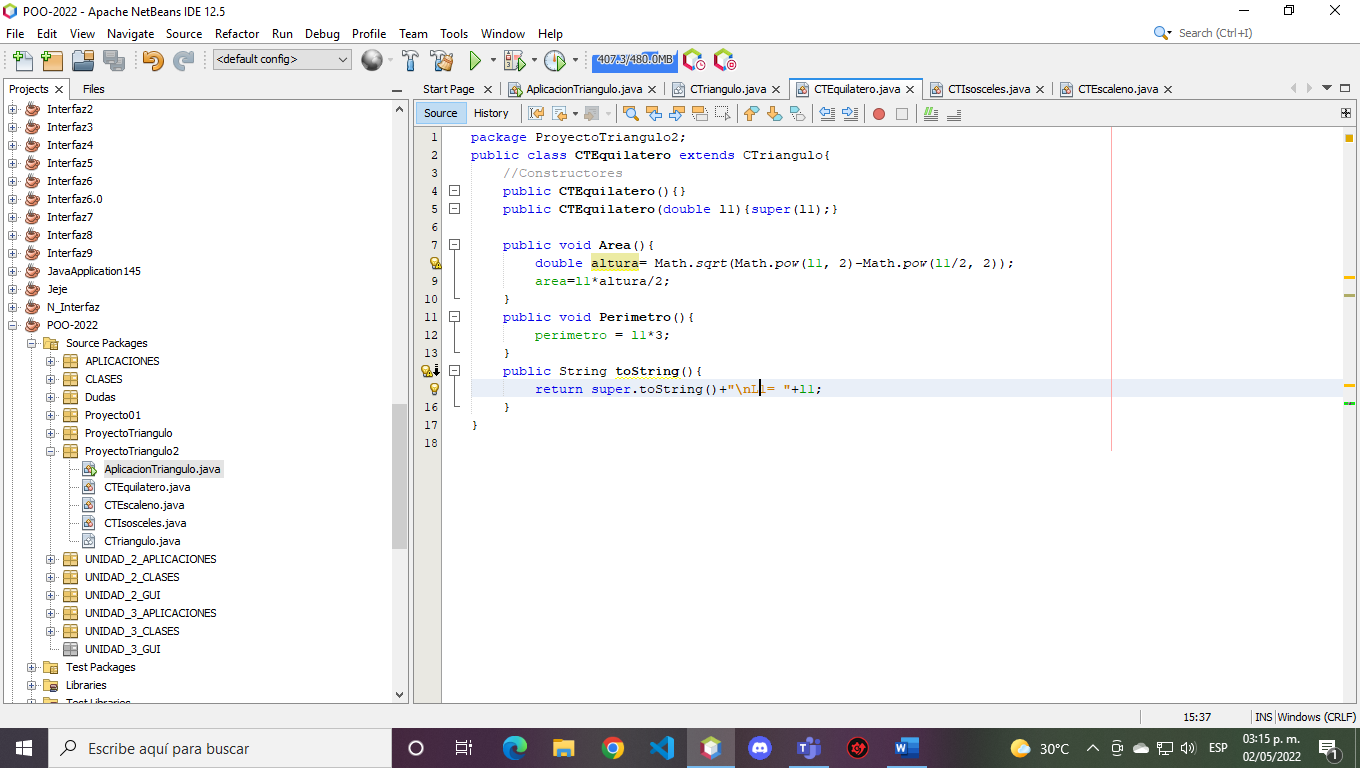 POO-2022 - Apache NetBeans IDE 12.5
File Edit View Navigate Source Refactor Run Debug Profile Team Tools Window Help
Search (Ctrl+I)
<default config>
407.3/480.0MB
Projects
Files
Interfaz2
Interfaz3
Interfaz4
Interfaz5
Interfaz6
Interfaz6.0
Interfaz7
Interfaz8
Interfaz9
JavaApplication145
Jeje
N_Interfaz
POO-2022
Source Packages
APLICACIONES
CLASES
Dudas
Proyecto01
ProyectoTriangulo
ProyectoTriangulo2
AplicacionTriangulo.java
CTEquilatero.java
CTEscaleno.java
CTIsosceles.java
CTriangulo.java
UNIDAD_2_APLICACIONES
UNIDAD_2_CLASES
UNIDAD_2_GUI
UNIDAD_3_APLICACIONES
UNIDAD_3_CLASES
UNIDAD_3_GUI
Test Packages
Libraries
Test Libraries
Start Page AplicacionTriangulo.java CTriangulo.java CTEquilatero.java CTIsosceles.java CTEscaleno.java
Source History
1 package ProyectoTriangulo2;
2 public class CTEquilatero extends CTriangulo{
3 //Constructores
4 public CTEquilatero(){}
5 public CTEquilatero(double l1){super(l1);}
6
7 public void Area(){
double altura= Math.sqrt(Math.pow(l1, 2)-Math.pow(l1/2, 2));
9 area=l1*altura/2;
10 }
11 public void Perimetro(){
12 perimetro = l1*3;
13 }
public String toString(){
return super.toString()+"\nL1= "+l1;
16 }
17 }
18
15:37 INS Windows (CRLF)
Escribe aquí para buscar
30°C
ESP
03:15 p. m.
02/05/2022
1